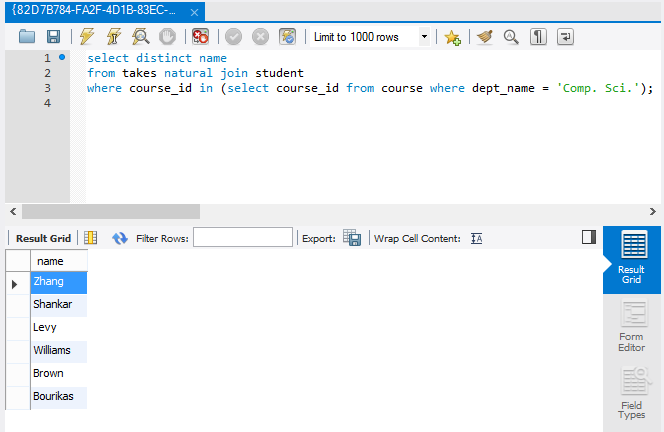 {82D7B784-FA2F-4D1B-83EC-...
Limit to 1000 rows
1 select distinct name
2 from takes natural join student
3 where course_id in (select course_id from course where dept_name = 'Comp. Sci.');
4
Result Grid Filter Rows: Export: Wrap Cell Content: IA
name
Zhang
Shankar
Levy
Williams
Brown
Bourikas
Result
Grid
Form
Editor
Field
Types